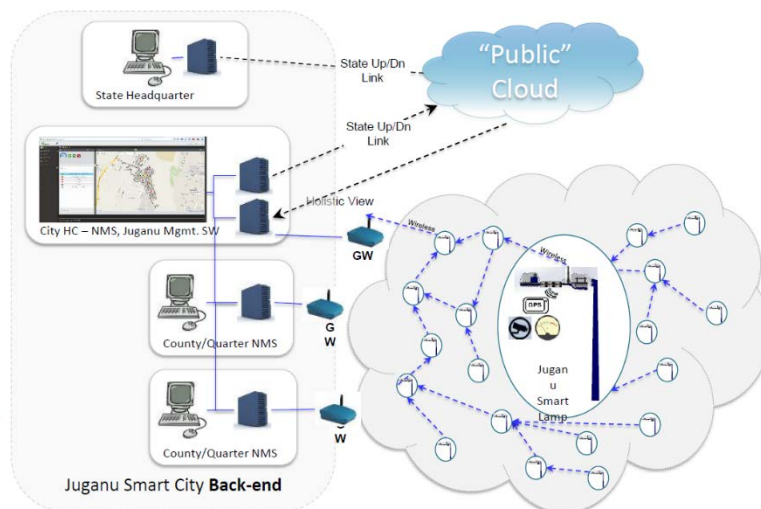 "Public"
Cloud
State Up/Dn
Link
State Headquarter
State Up/Dn
Link
Holistic View
City HC – NMS, Juganu Mgmt. SW
GW
Wireless
Wireless
GPS
G
W
County/Quarter NMS
Jugan
u
Smart
Lamp
W
County/Quarter NMS
Juganu Smart City Back-end